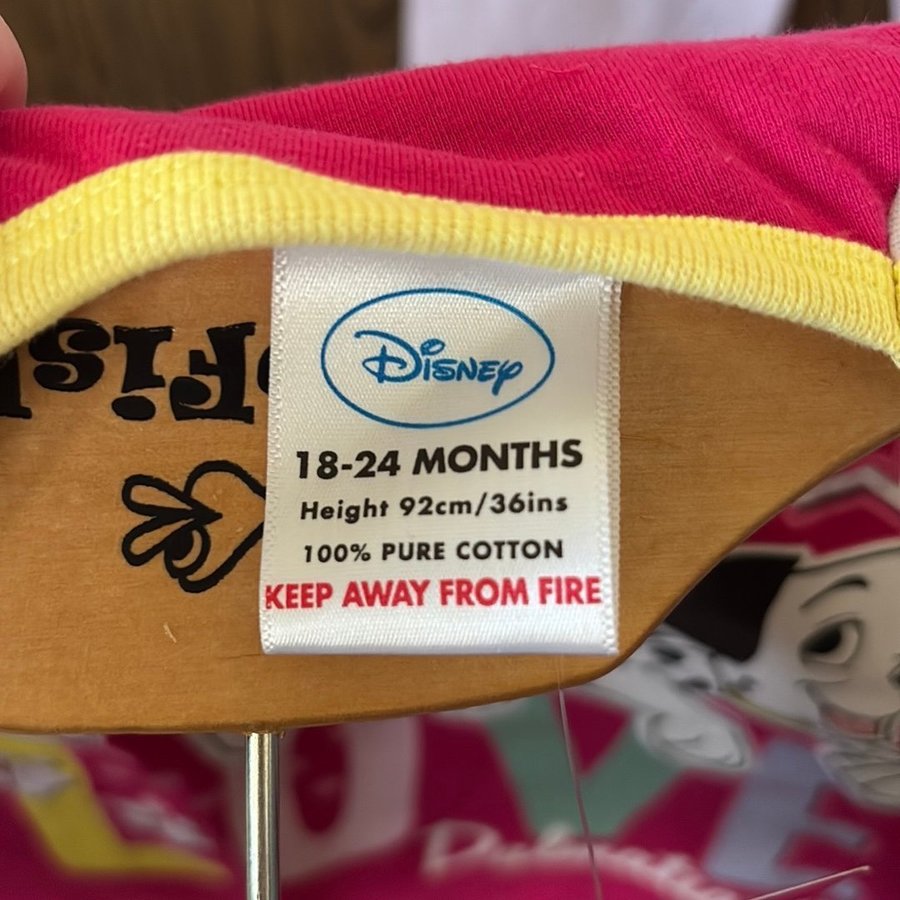 Disney
18-24 MONTHS
Height 92cm/36ins
100% PURE COTTON
KEEP AWAY FROM FIRE